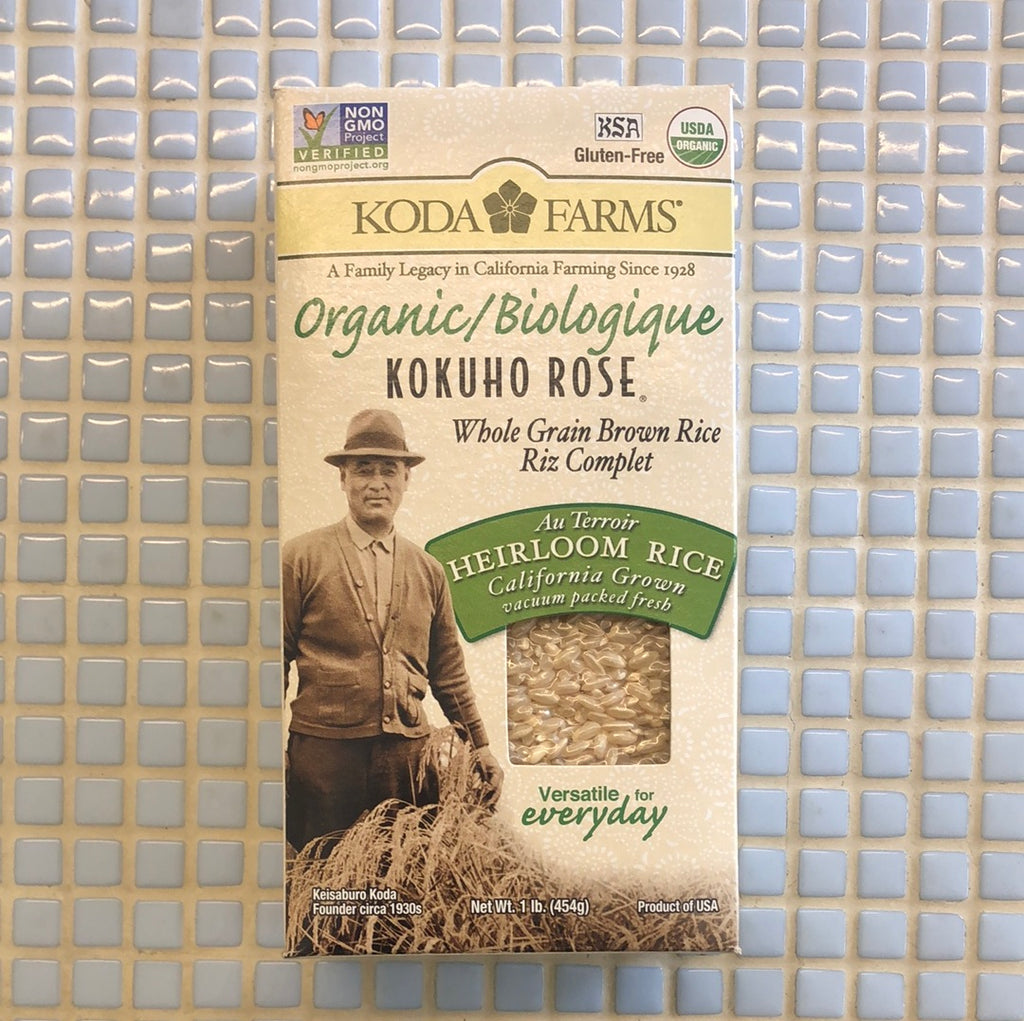 NON
GMO
Project
VERIFIED
nongmoproject.org
KSA
Gluten-Free
USDA
ORGANIC
KODA FARMS®
A Family Legacy in California Farming Since 1928
Organic/Biologique
KOKUHO ROSE®
Whole Grain Brown Rice
Riz Complet
Au Terroir
HEIRLOOM RICE
California Grown
vacuum packed fresh
Versatile for
everyday
Keisaburo Koda
Founder circa 1930s
Net Wt. 1 lb. (454g)
Product of USA